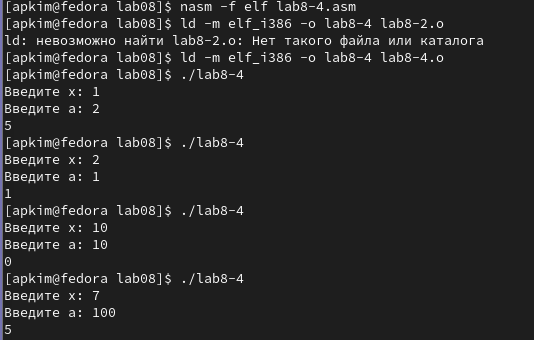 [apkim@fedora lab08]$ nasm -f elf lab8-4.asm
[apkim@fedora lab08]$ ld -m elf_i386 -o lab8-4 lab8-2.o
ld: невозможно найти lab8-2.o: Нет такого файла или каталога
[apkim@fedora lab08]$ ld -m elf_i386 -o lab8-4 lab8-4.o
[apkim@fedora lab08]$ ./lab8-4
Введите x: 1
Введите a: 2
5
[apkim@fedora lab08]$ ./lab8-4
Введите x: 2
Введите a: 1
1
[apkim@fedora lab08]$ ./lab8-4
Введите x: 10
Введите a: 10
0
[apkim@fedora lab08]$ ./lab8-4
Введите x: 7
Введите a: 100
5